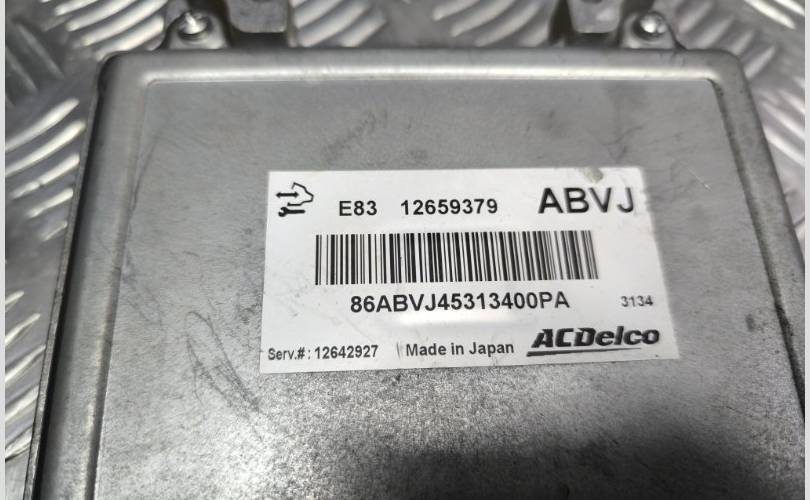 E83 12659379 ABVJ
86ABVJ45313400PA 3134
Serv.#: 12642927 Made in Japan ACDelco